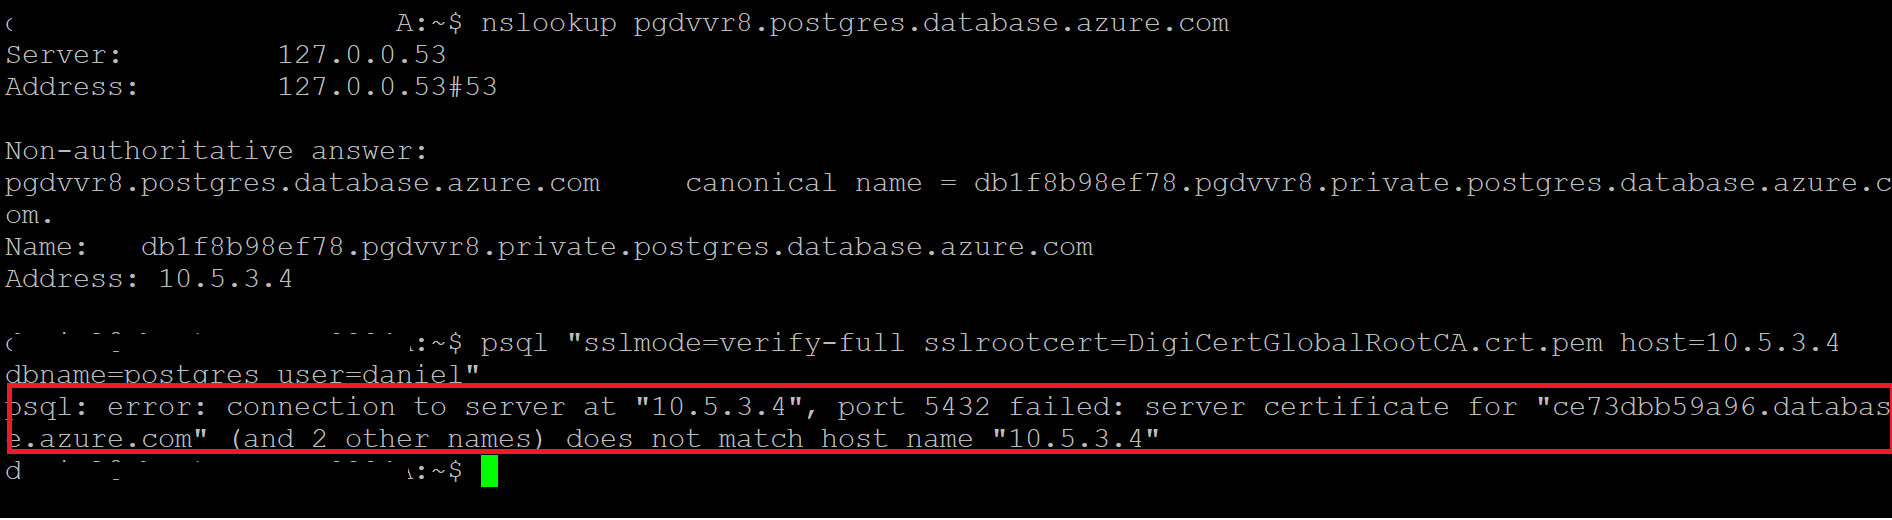 A:~$ nslookup pgdvvr8.postgres.database.azure.com
Server: 127.0.0.53
Address: 127.0.0.53#53
Non-authoritative answer:
pgdvvr8.postgres.database.azure.com canonical name = db1f8b98ef78.pgdvvr8.private.postgres.database.azure.c
om.
Name: db1f8b98ef78.pgdvvr8.private.postgres.database.azure.com
Address: 10.5.3.4
:~$ psql "sslmode=verify-full sslrootcert=DigiCertGlobalRootCA.crt.pem host=10.5.3.4
dbname=postgres user=daniel"
psql: error: connection to server at "10.5.3.4", port 5432 failed: server certificate for "ce73dbb59a96.databas
e.azure.com" (and 2 other names) does not match host name "10.5.3.4"
d A:~$